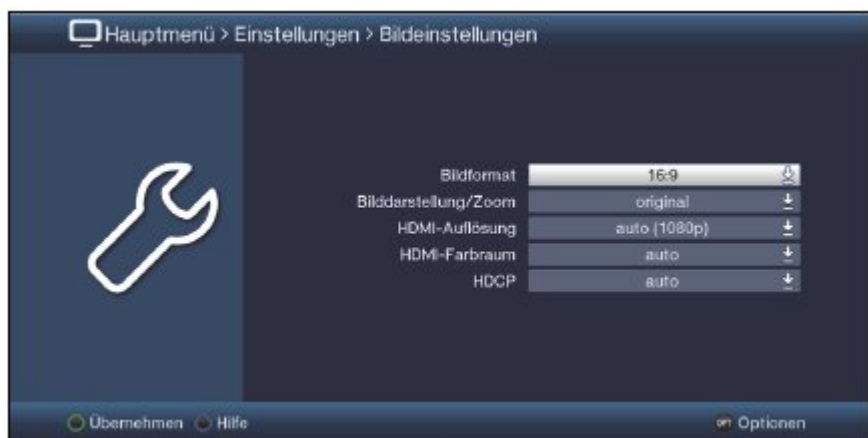 Hauptmenü > Einstellungen > Bildeinstellungen
Bildformat 16:9
Bilddarstellung/Zoom original
HDMI-Auflösung auto (1080p)
HDMI-Farbraum auto
HDCP auto
Übernehmen Hilfe OPT Optionen